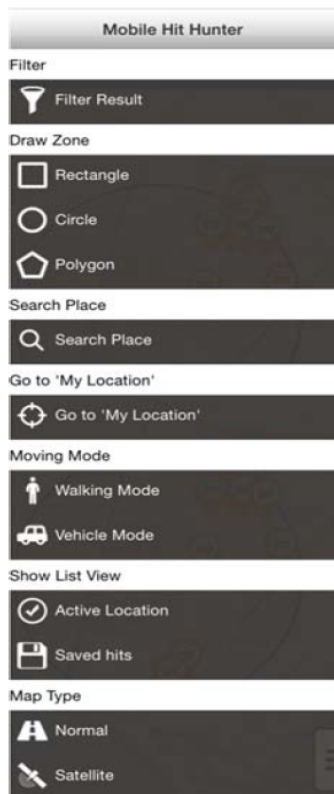 Mobile Hit Hunter
Filter
Filter Result
Draw Zone
Rectangle
Circle
Polygon
Search Place
Search Place
Go to 'My Location'
Go to 'My Location'
Moving Mode
Walking Mode
Vehicle Mode
Show List View
Active Location
Saved hits
Map Type
Normal
Satellite